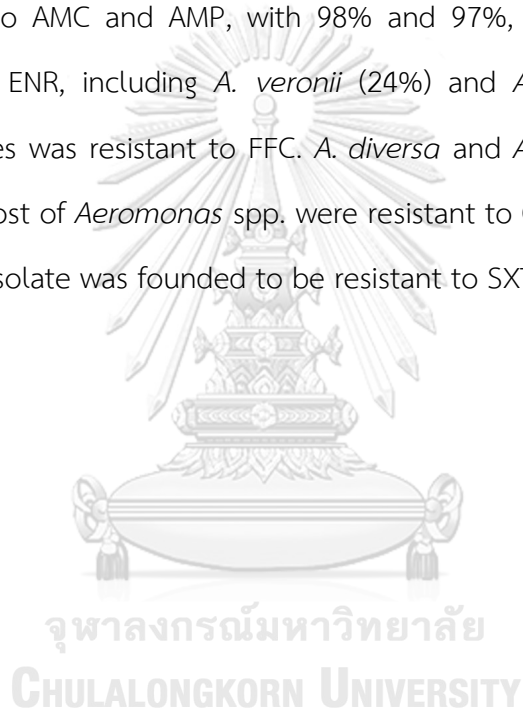 o AMC and AMP, with 98% and 97%,
ENR, including A. veronii (24%) and A
es was resistant to FFC. A. diversa and A
ost of Aeromonas spp. were resistant to
solate was founded to be resistant to SXT
จุฬาลงกรณ์มหาวิทยาลัย
CHULALONGKORN UNIVERSITY